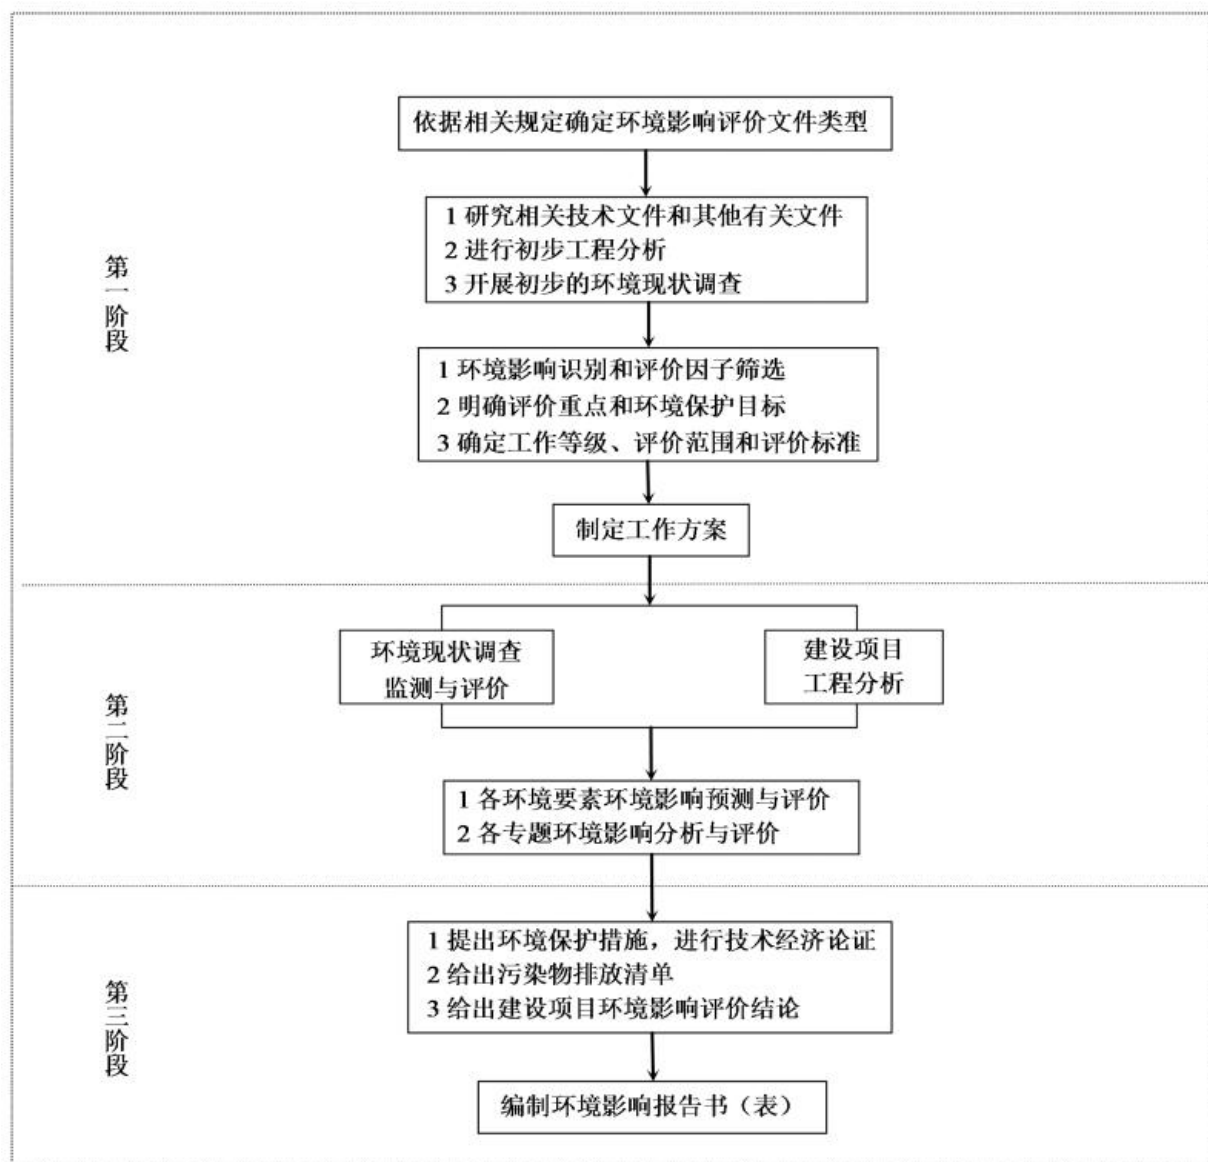 依据相关规定确定环境影响评价文件类型
1 研究相关技术文件和其他有关文件
2 进行初步工程分析
3 开展初步的环境现状调查
第一阶段
1 环境影响识别和评价因子筛选
2 明确评价重点和环境保护目标
3 确定工作等级、评价范围和评价标准
制定工作方案
环境现状调查
监测与评价
建设项目
工程分析
第二阶段
1 各环境要素环境影响预测与评价
2 各专题环境影响分析与评价
1 提出环境保护措施，进行技术经济论证
2 给出污染物排放清单
3 给出建设项目环境影响评价结论
第三阶段
编制环境影响报告书（表）